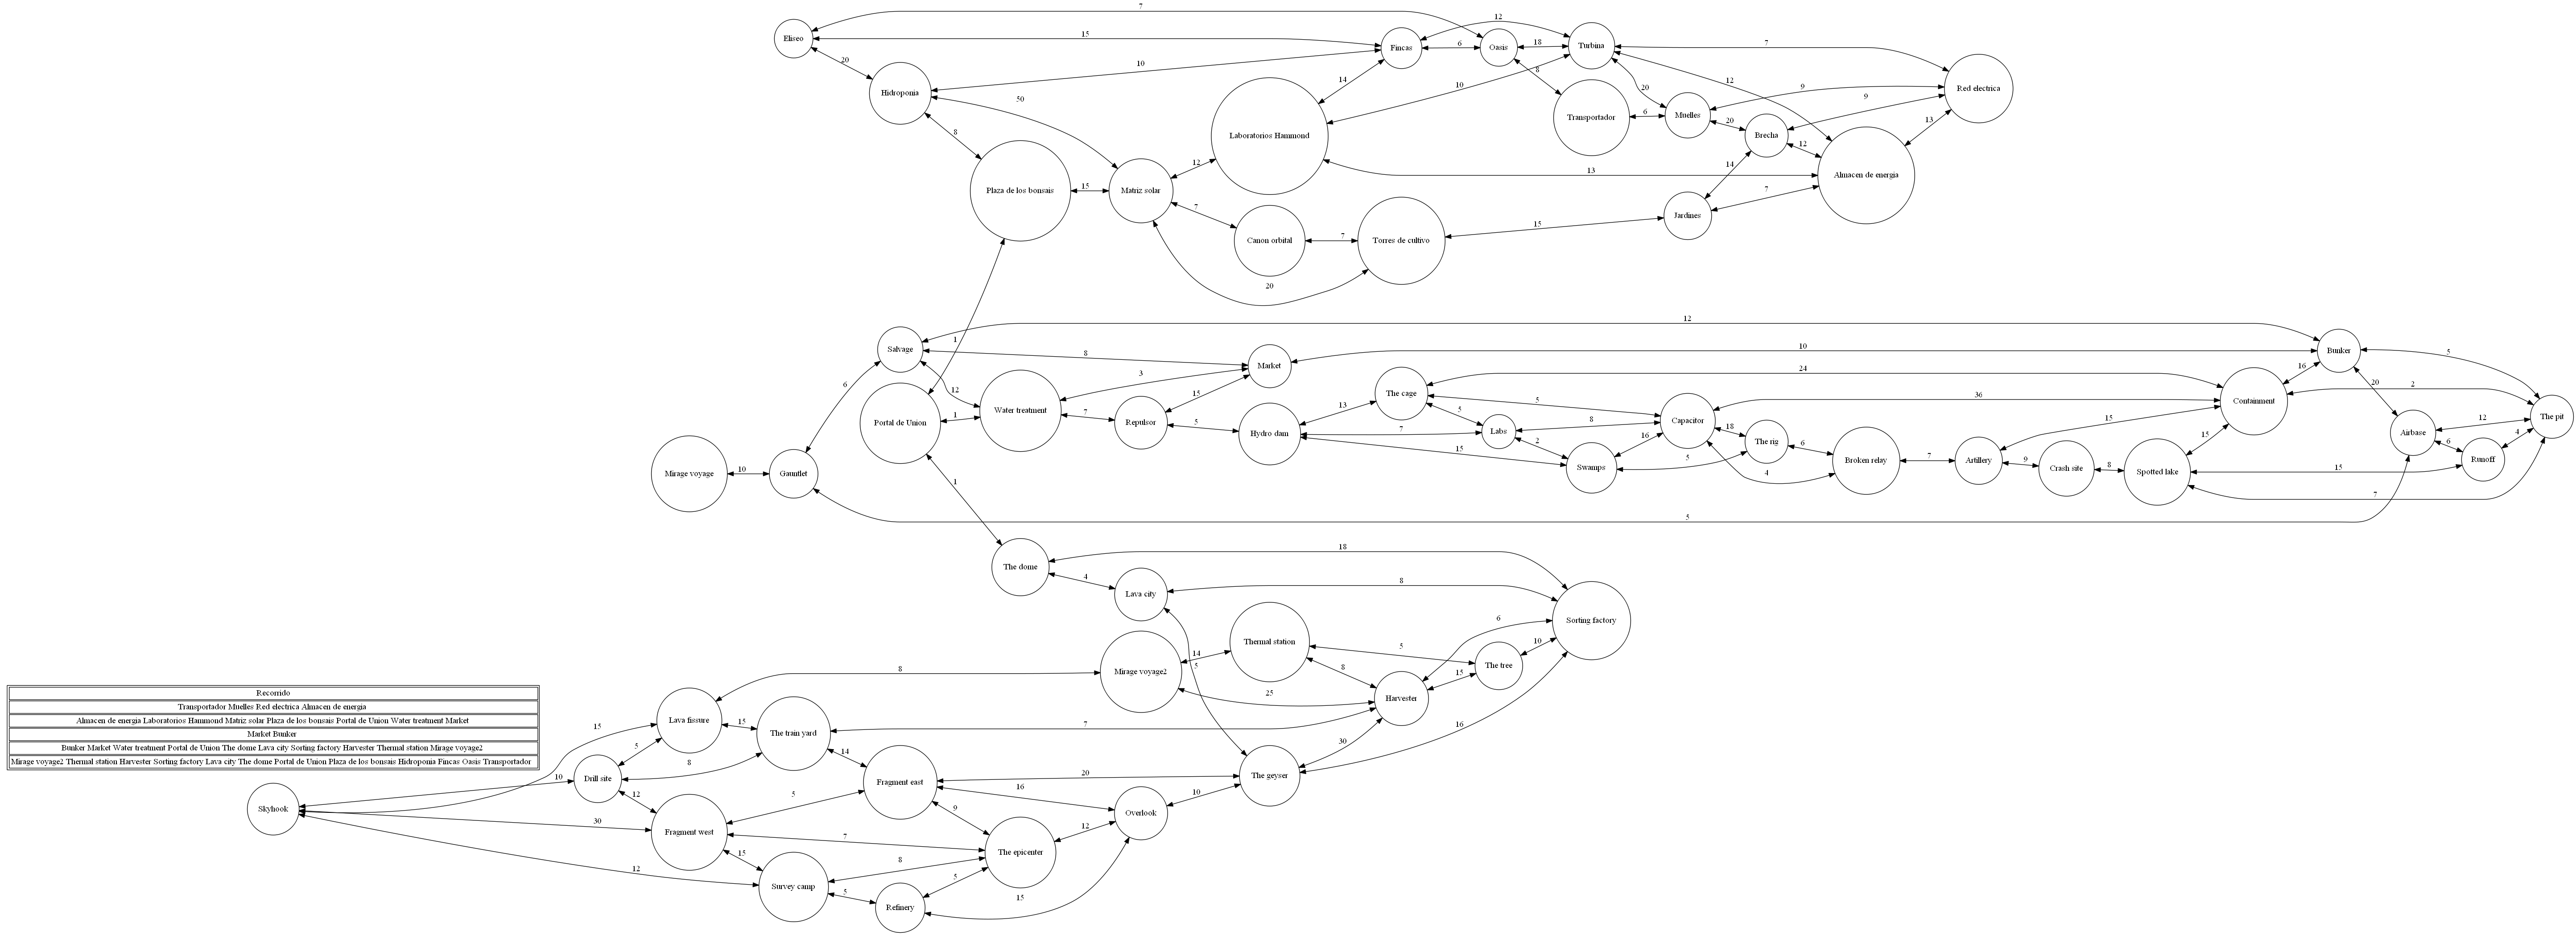 7
Eliseo
15
20
Hidroponia
10
50
8
Fincas
6
Oasis
12
18
Turbina
7
Red electrica
14
Laboratorios Hammond
10
8
Transportador
6
20
Muelles
12
9
9
20
Brecha
13
12
Almacen de energia
13
14
7
Jardines
Plaza de los bonsais
15
Matriz solar
12
7
Canon orbital
7
Torres de cultivo
15
20
1
Salvage
12
8
Market
10
Bunker
5
6
12
3
15
16
20
2
Portal de Union
1
Water treatment
7
Repulsor
5
Hydro dam
13
The cage
24
5
5
7
Labs
8
15
2
Swamps
16
Capacitor
36
18
The rig
5
6
4
Broken relay
7
Artillery
15
9
Crash site
8
Spotted lake
15
Containment
Airbase
12
The pit
6
Runoff
4
15
7
Mirage voyage
10
Gauntlet
5
1
The dome
18
4
Lava city
8
5
Sorting factory
6
10
Mirage voyage2
14
Thermal station
5
The tree
8
15
Harvester
25
8
7
30
16
Recorrido
Transportador Muelles Red electrica Almacen de energia
Almacen de energia Laboratorios Hammond Matriz solar Plaza de los bonsais Portal de Union Water treatment Market
Market Bunker
Bunker Market Water treatment Portal de Union The dome Lava city Sorting factory Harvester Thermal station Mirage voyage2
Mirage voyage2 Thermal station Harvester Sorting factory Lava city The dome Portal de Union Plaza de los bonsais Hidroponia Fincas Oasis Transportador
15
Lava fissure
15
The train yard
5
10
Drill site
8
14
Skyhook
12
30
Fragment west
5
Fragment east
20
The geyser
16
9
10
Overlook
7
The epicenter
12
15
12
Survey camp
8
5
Refinery
5
15